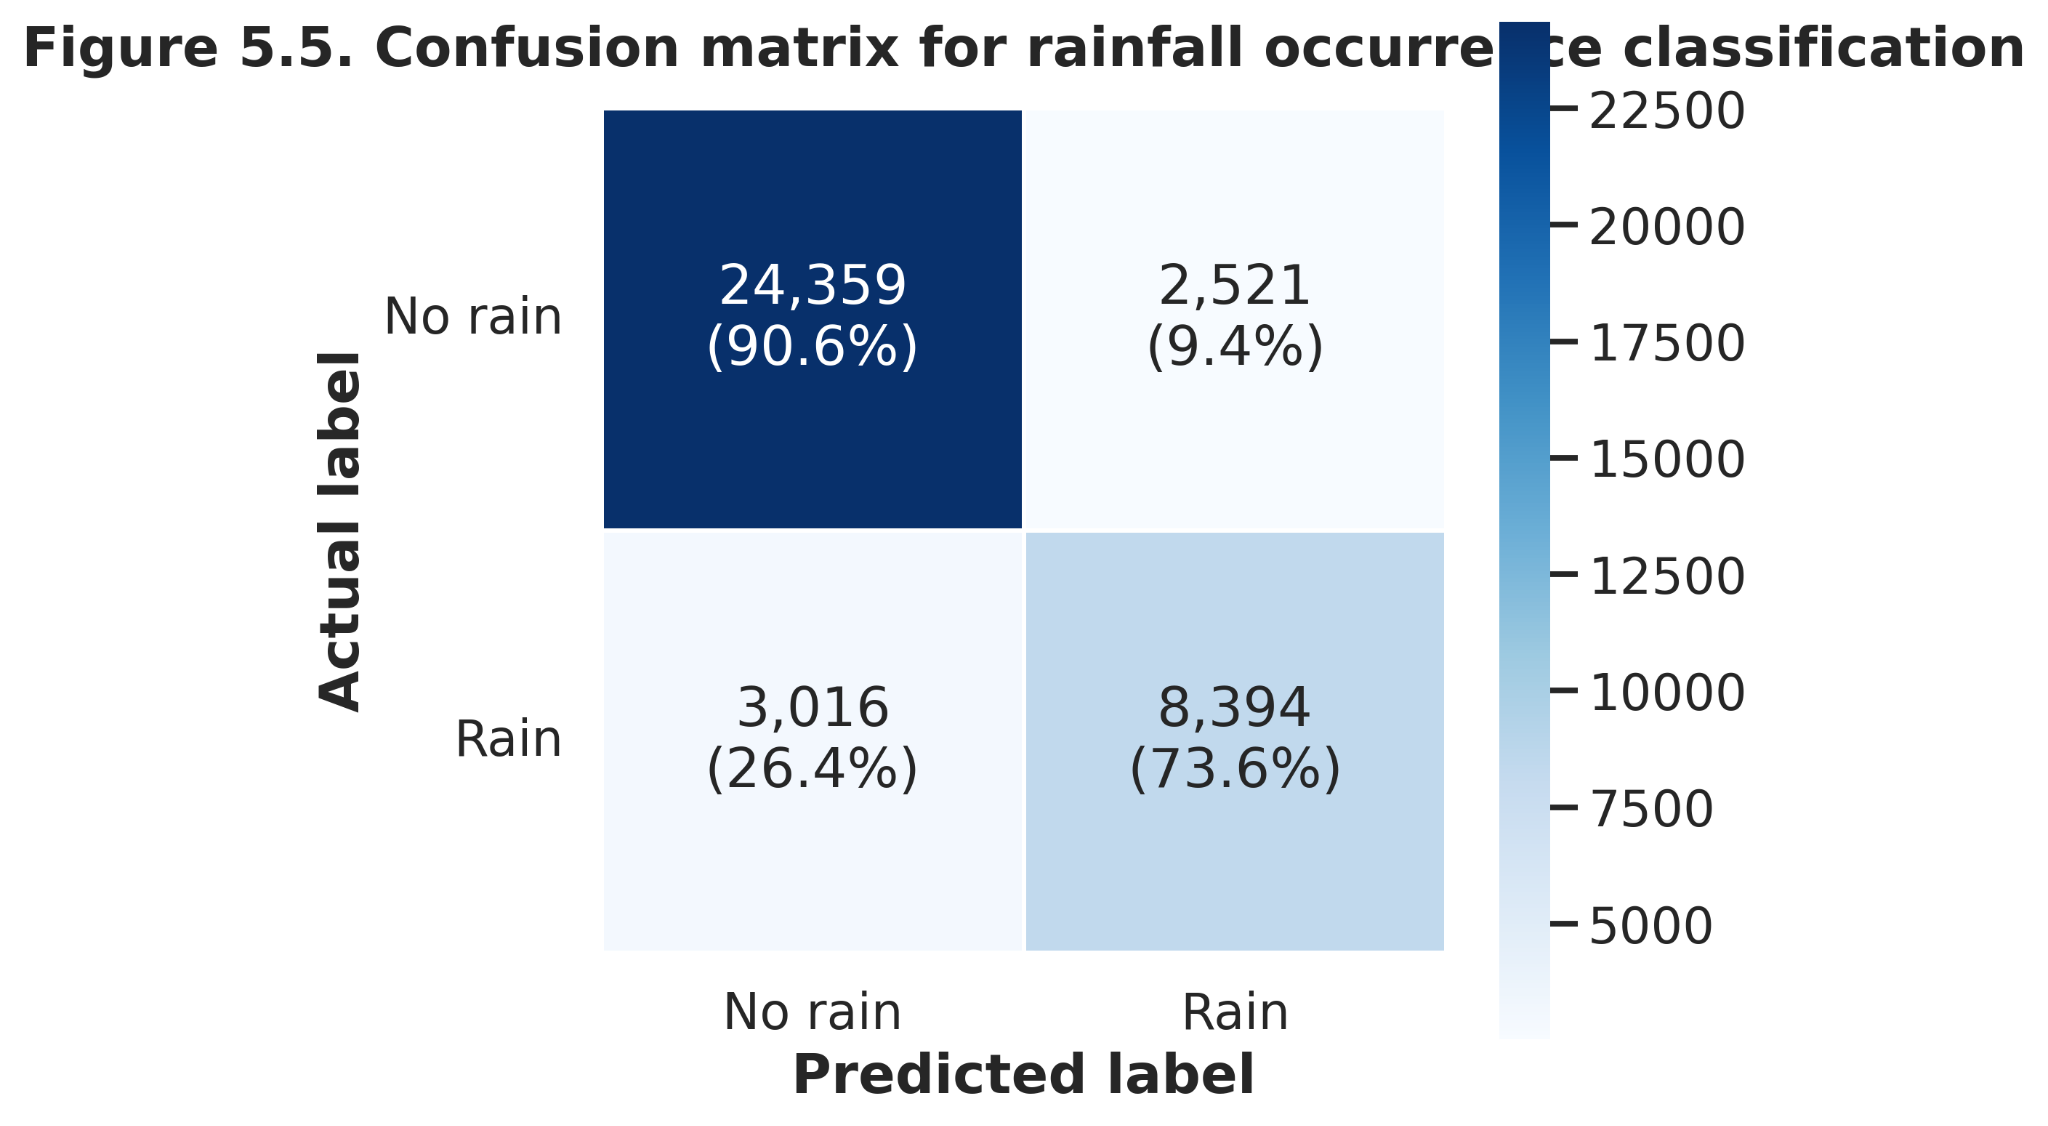 Figure 5.5. Confusion matrix for rainfall occurrence classification
22500
20000
17500
15000
12500
10000
7500
5000
Actual label
No rain
24,359
(90.6%)
2,521
(9.4%)
Rain
3,016
(26.4%)
8,394
(73.6%)
No rain
Rain
Predicted label